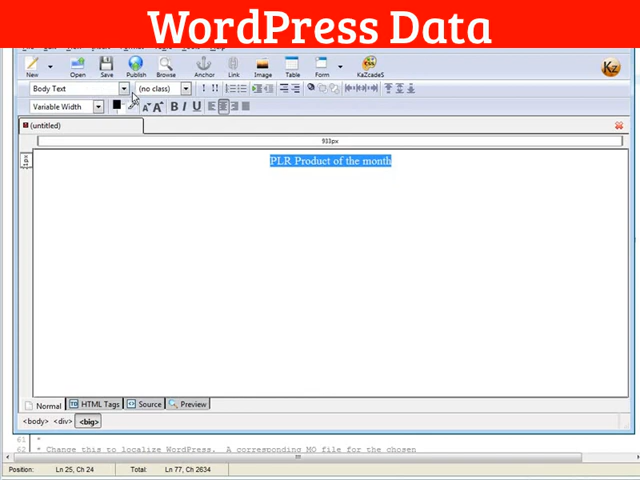 WordPress Data
New Open Save Publish Browse Anchor Link Image Table Form KaZcadeS
Kz
Body Text (no class) ! !!
Variable Width A A B I U
(untitled)
933px
PLR Product of the month
Normal HTML Tags Source Preview
<body> <div> <big>
61 *
62 * Change this to localize WordPress. A corresponding MO file for the chosen
Position: Ln 25, Ch 24 Total: Ln 77, Ch 2634